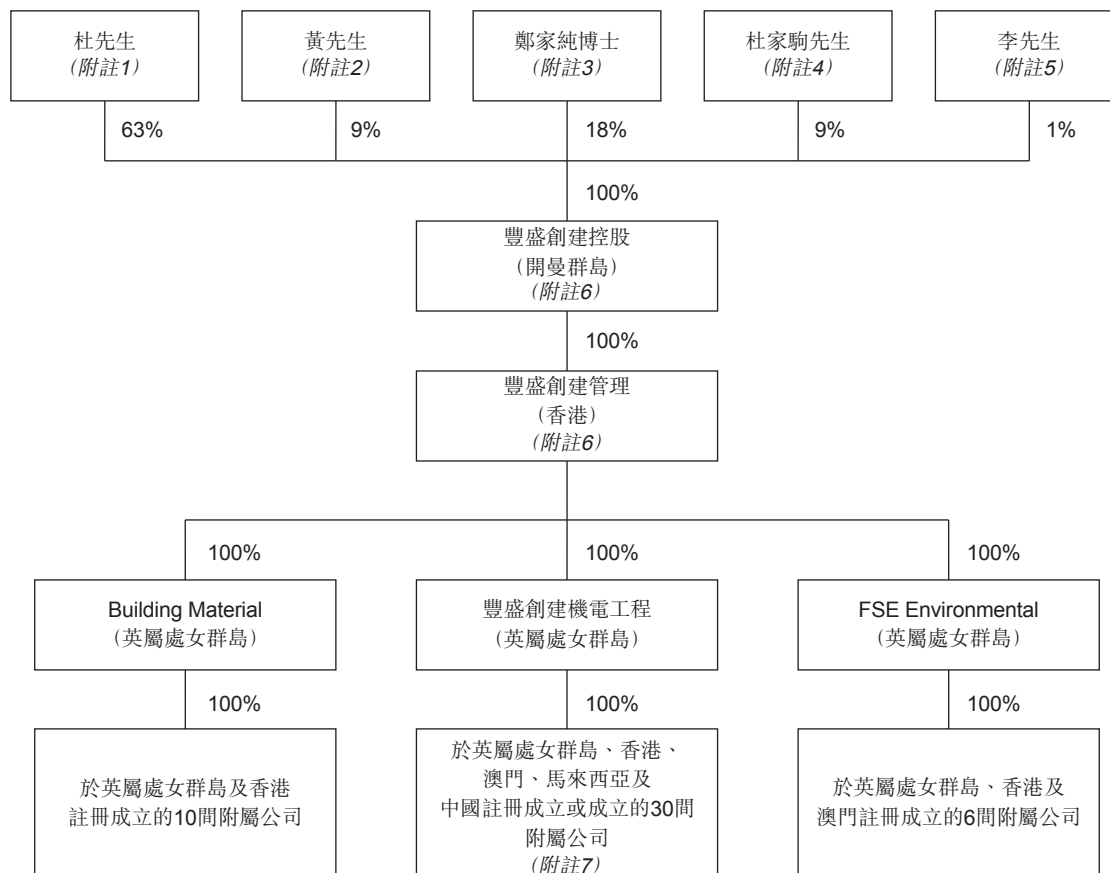 杜先生
（附註1）
黃先生
（附註2）
鄭家純博士
（附註3）
杜家駒先生
（附註4）
李先生
（附註5）
63%
9%
18%
9%
1%
100%
豐盛創建控股
（開曼群島）
（附註6）
100%
豐盛創建管理
（香港）
（附註6）
100%
100%
100%
Building Material
（英屬處女群島）
豐盛創建機電工程
（英屬處女群島）
FSE Environmental
（英屬處女群島）
100%
100%
100%
於英屬處女群島及香港
註冊成立的10間附屬公司
於英屬處女群島、香港、
澳門、馬來西亞及
中國註冊成立或成立的30間
附屬公司
（附註7）
於英屬處女群島、香港及
澳門註冊成立的6間附屬公司